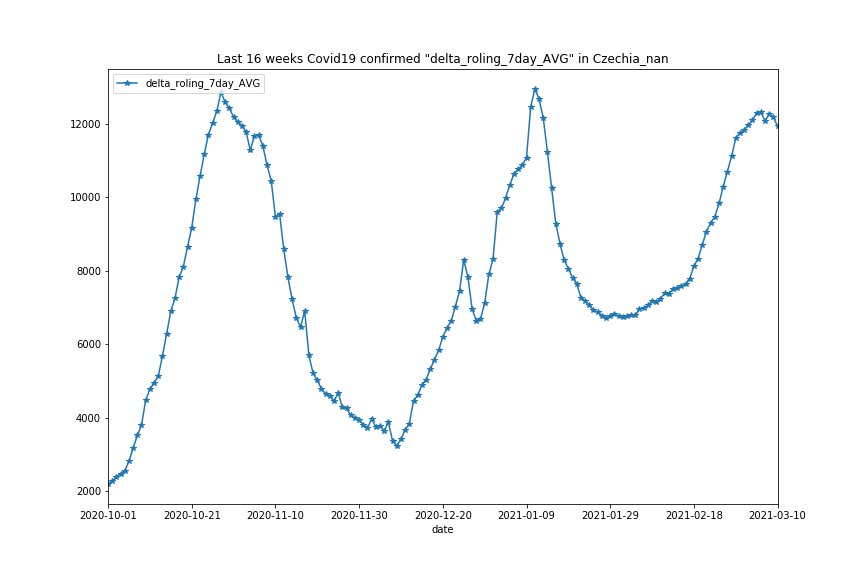 Last 16 weeks Covid19 confirmed "delta_roling_7day_AVG" in Czechia_nan
delta_roling_7day_AVG
12000
10000
8000
6000
4000
2000
2020-10-01 2020-10-21 2020-11-10 2020-11-30 2020-12-20 2021-01-09 2021-01-29 2021-02-18 2021-03-10
date